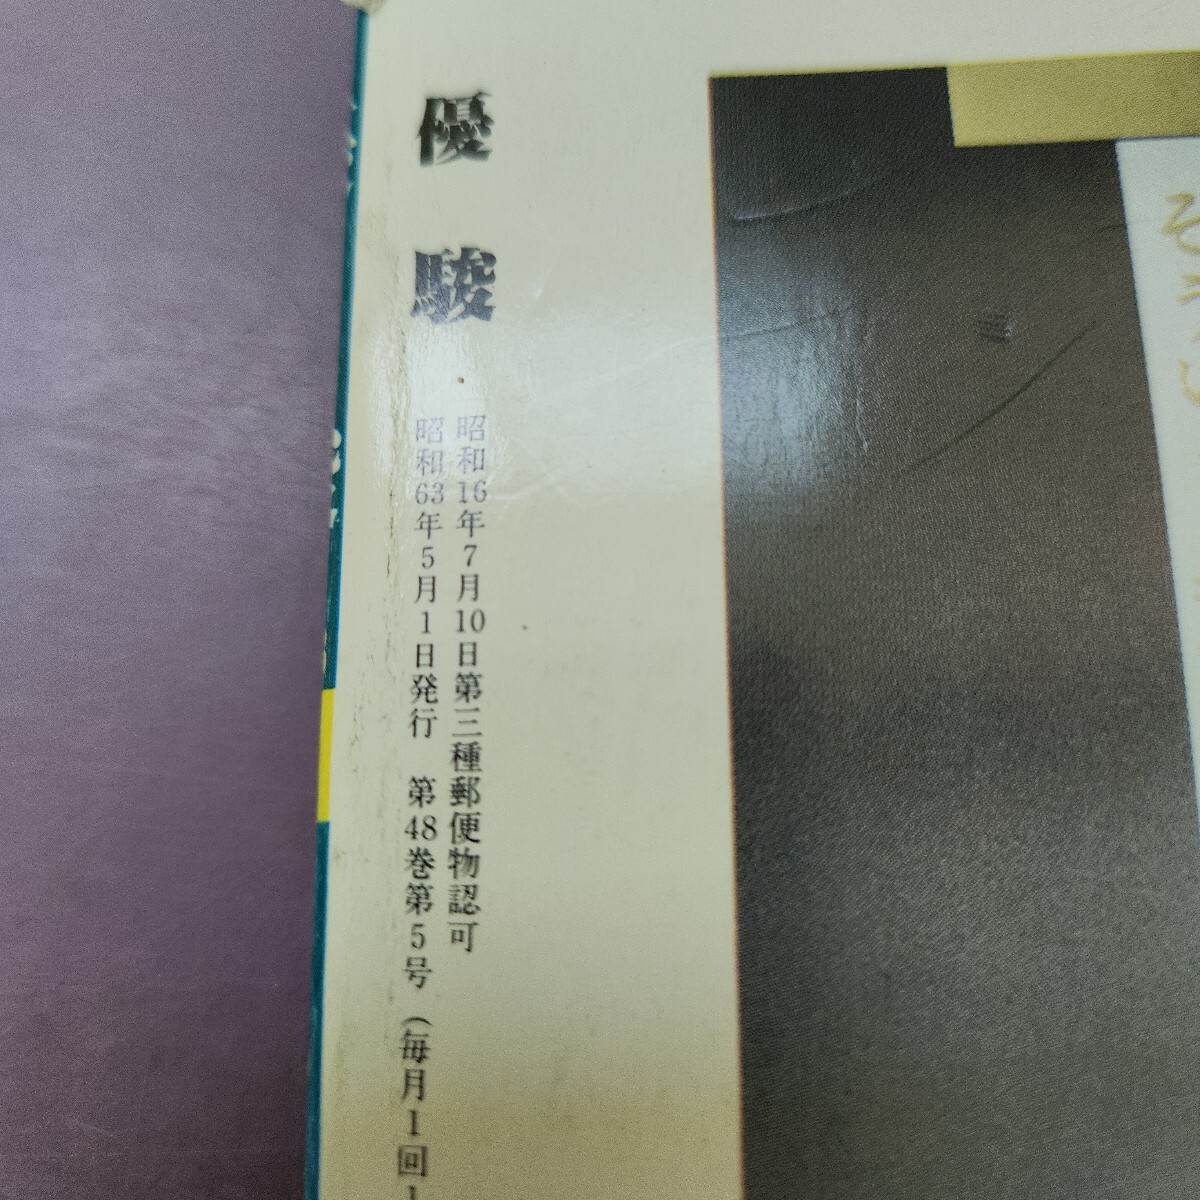 優駿
昭和16年7月10日第三種郵便物認可
昭和63年5月1日発行　第48巻第5号（毎月1回1